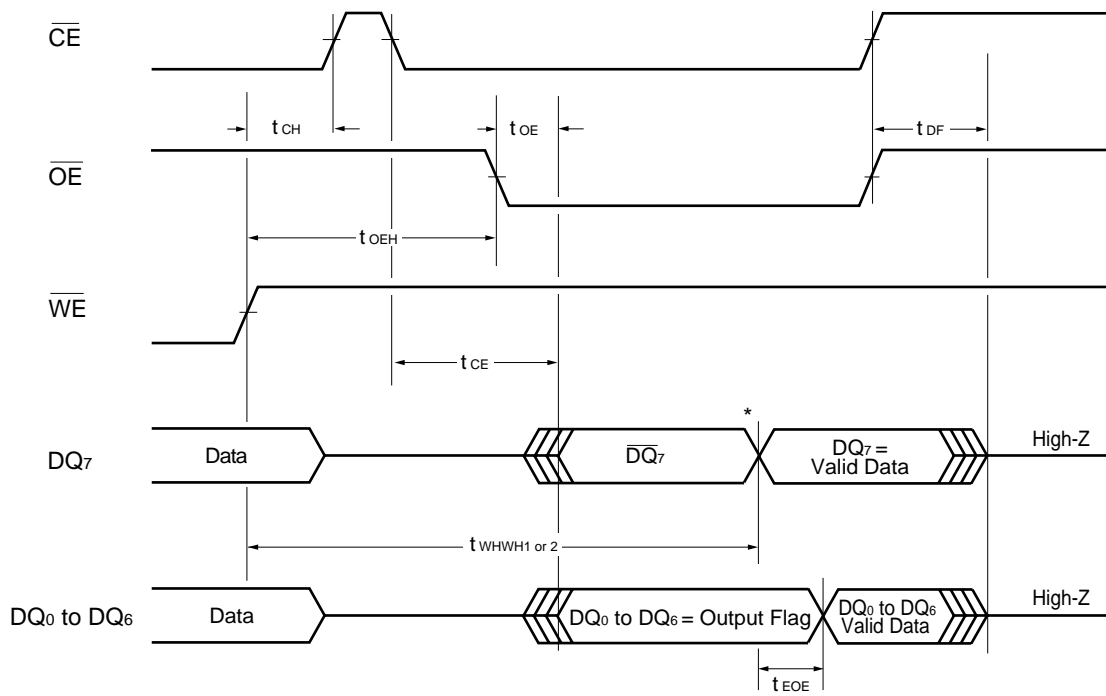 CE
t CH
t OE
t DF
OE
t OEH
WE
t CE
*
DQ7
Data
DQ7
DQ7 =
Valid Data
High-Z
t WHWH1 or 2
DQ0 to DQ6
Data
DQ0 to DQ6 = Output Flag
DQ0 to DQ6
Valid Data
High-Z
t EOE